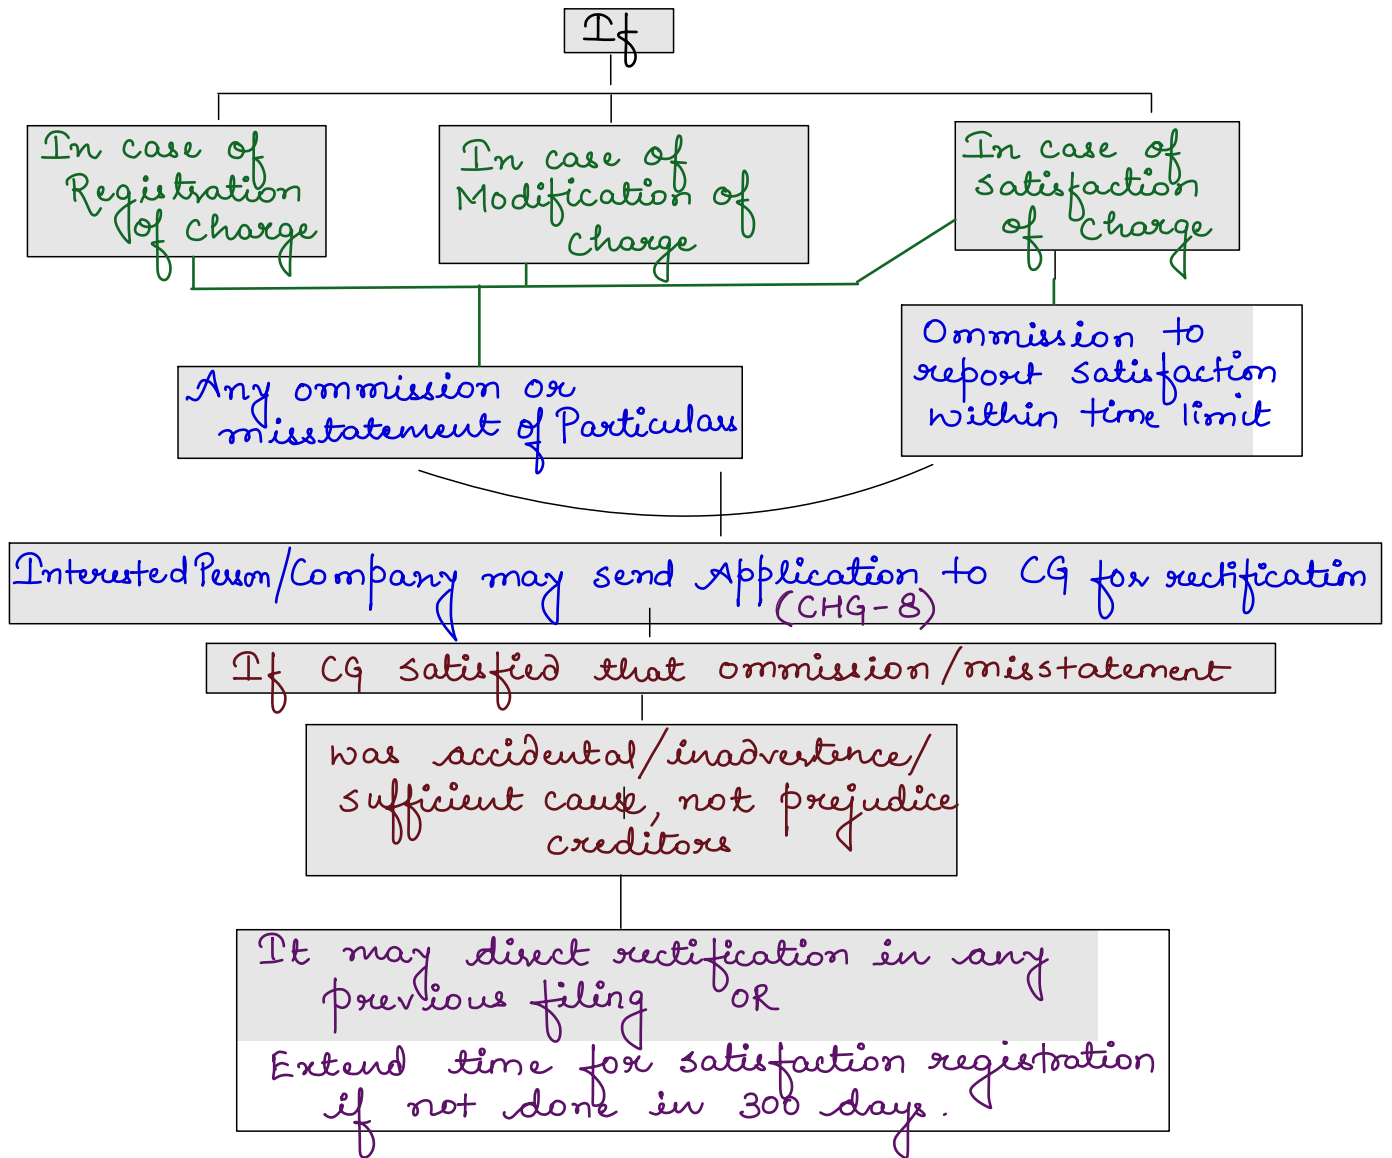 If
In case of
Registration
of charge
In case of
Modification of
charge
In case of
satisfaction
of charge
Any ommission or
misstatement of Particulars
Ommission to
report satisfaction
within time limit
Interested Person/Company may send Application to CG for rectification
(CHG-8)
If CG satisfied that ommission/misstatement
was accidental/inadvertence/
sufficient cause, not prejudice
creditors
It may direct rectification in any
previous filing OR
Extend time for satisfaction registration
if not done in 300 days.